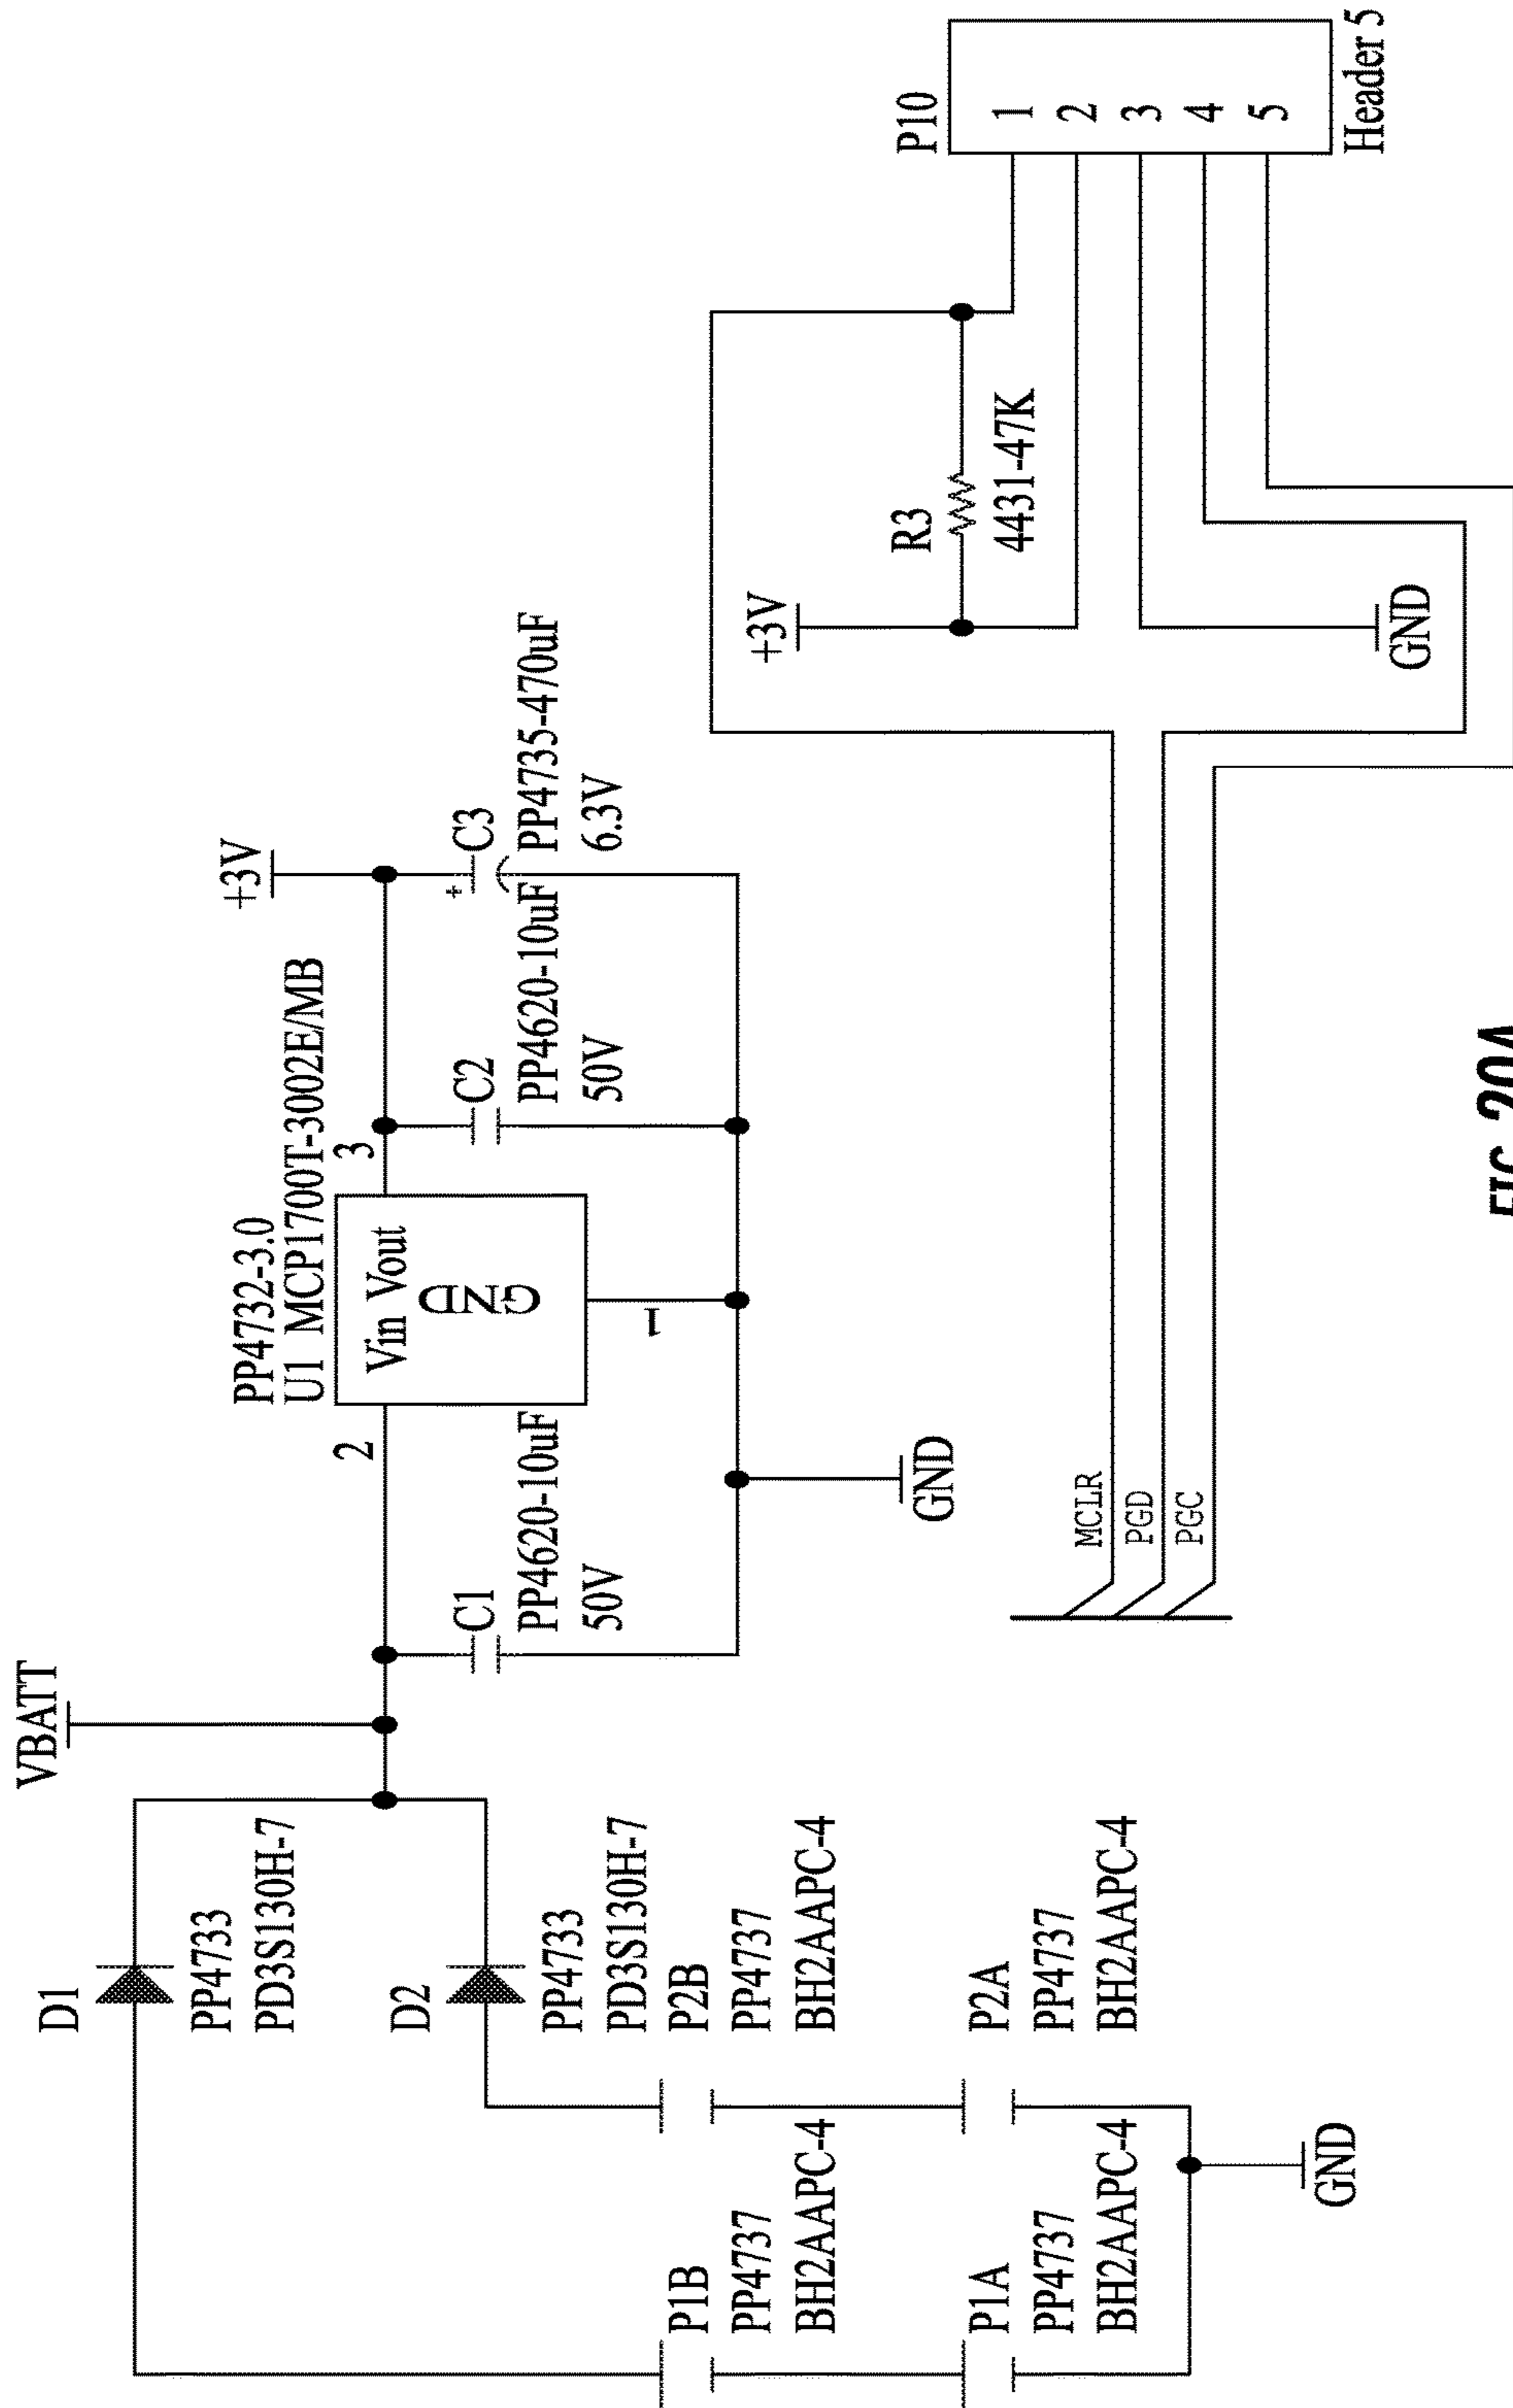 VBATT
D1
PP4733
PD3S130H-7
D2
PP4733
PD3S130H-7
P1B
PP4737
BH2AAPC-4
P2B
PP4737
BH2AAPC-4
P1A
PP4737
BH2AAPC-4
P2A
PP4737
BH2AAPC-4
GND
PP4732-3.0
U1 MCP1700T-3002E/MB
2
Vin Vout
GND
3
1
C1
PP4620-10uF
50V
C2
PP4620-10uF
50V
+3V
+
C3
PP4735-470uF
6.3V
GND
MCLR
PGD
PGC
+3V
R3
4431-47K
GND
P10
1
2
3
4
5
Header 5
FIG. 20A